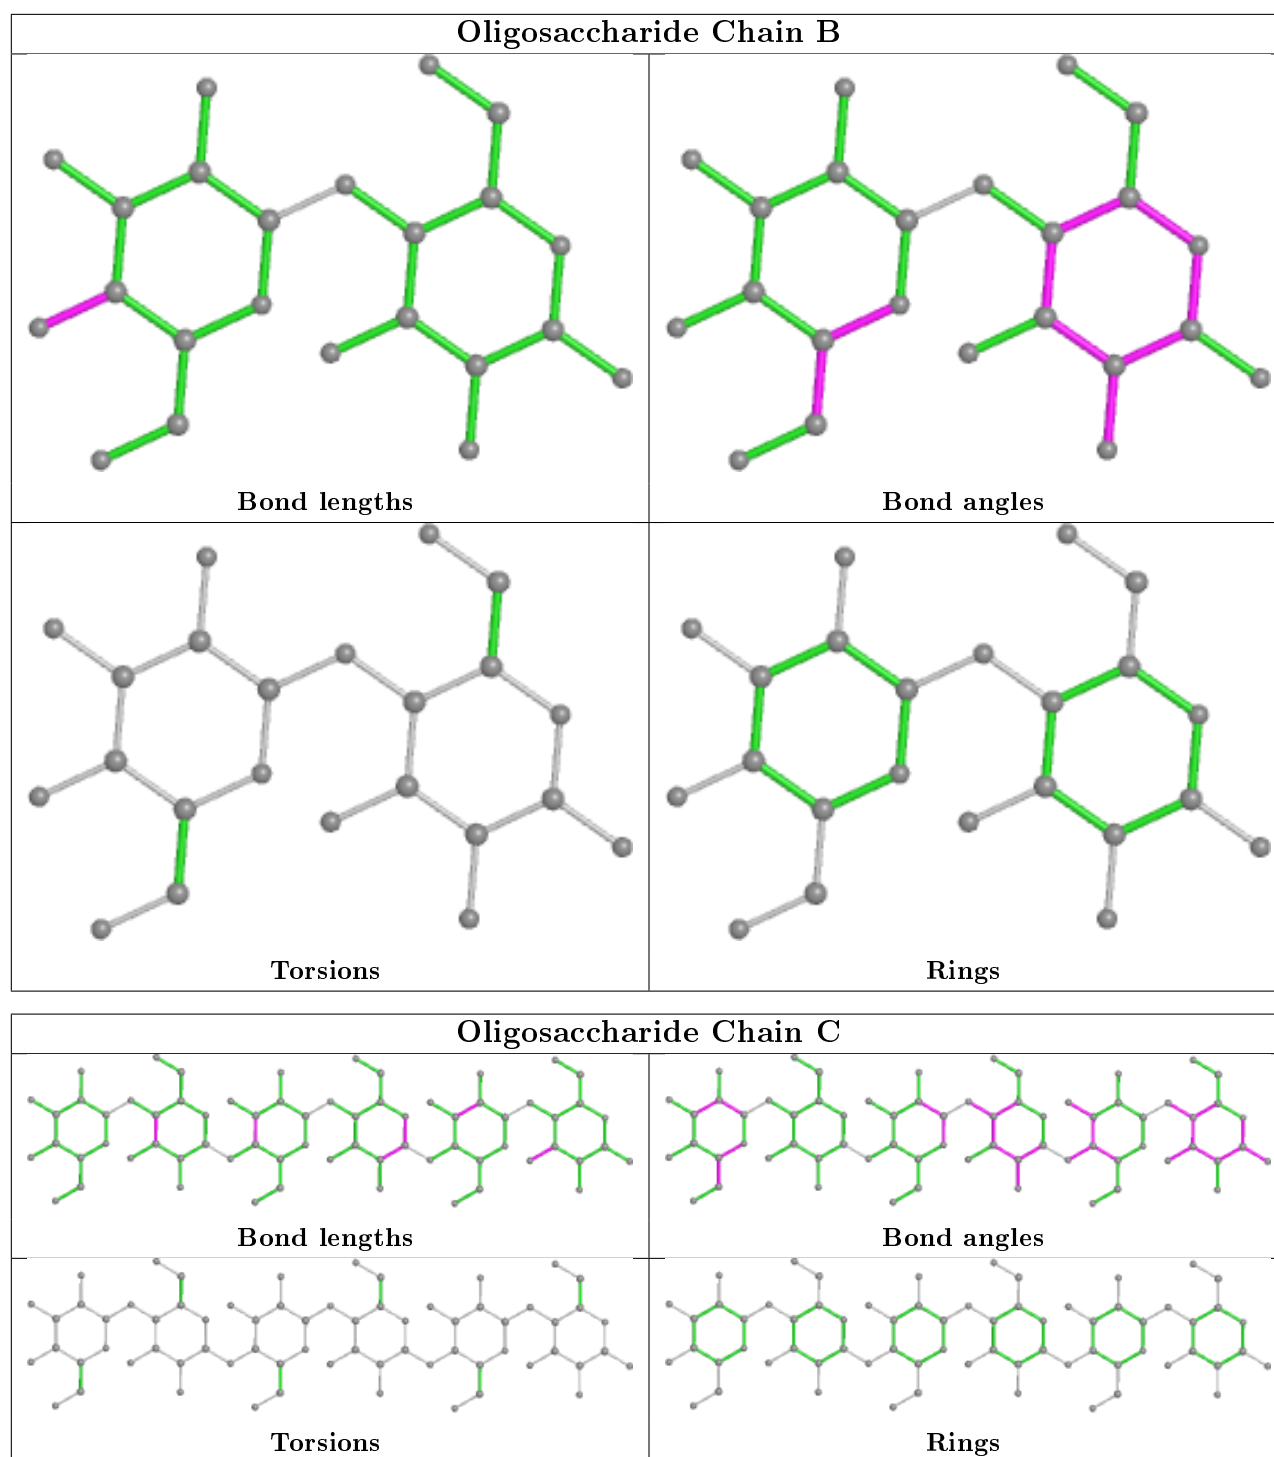 Oligosaccharide Chain B
Bond lengths
Bond angles
Torsions
Rings
Oligosaccharide Chain C
Bond lengths
Bond angles
Torsions
Rings